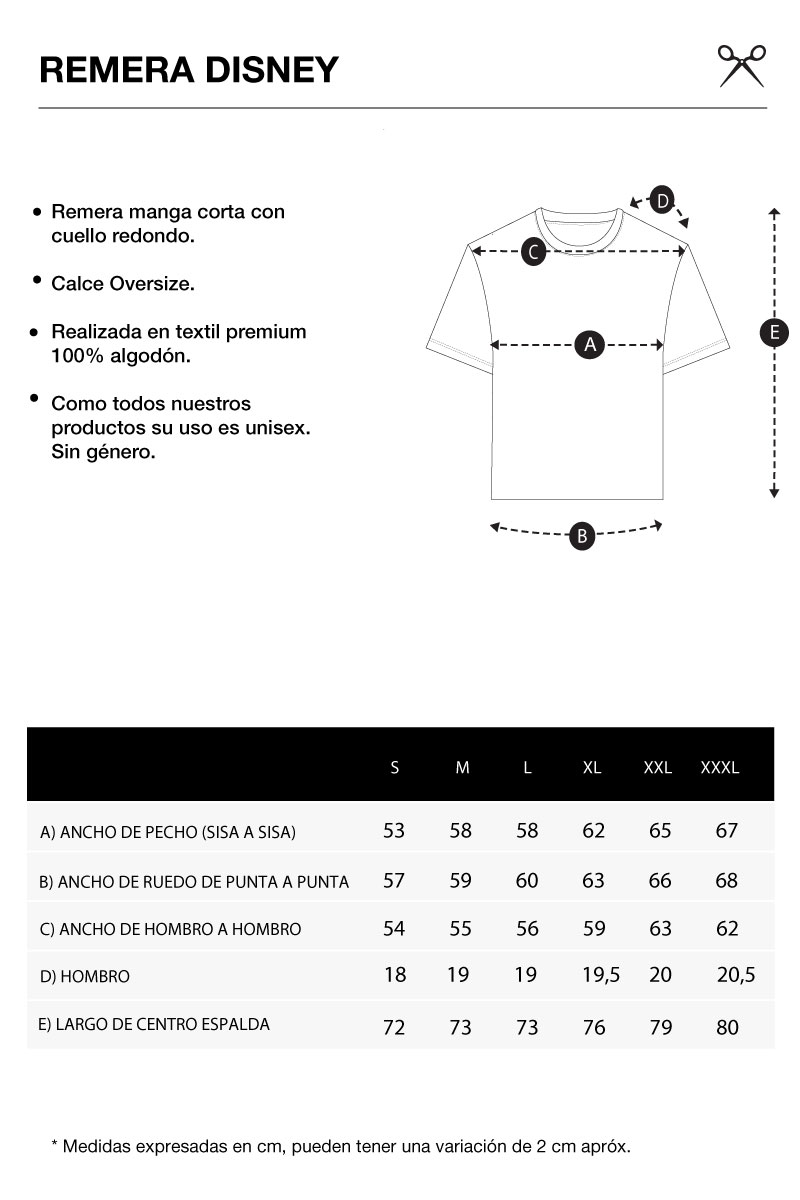 REMERA DISNEY
Remera manga corta con
cuello redondo.
Calce Oversize.
Realizada en textil premium
100% algodón.
Como todos nuestros
productos su uso es unisex.
Sin género.
D
C
E
A
B
S M L XL XXL XXXL
A) ANCHO DE PECHO (SISA A SISA) 53 58 58 62 65 67
B) ANCHO DE RUEDO DE PUNTA A PUNTA 57 59 60 63 66 68
C) ANCHO DE HOMBRO A HOMBRO 54 55 56 59 63 62
D) HOMBRO 18 19 19 19,5 20 20,5
E) LARGO DE CENTRO ESPALDA 72 73 73 76 79 80
* Medidas expresadas en cm, pueden tener una variación de 2 cm apróx.